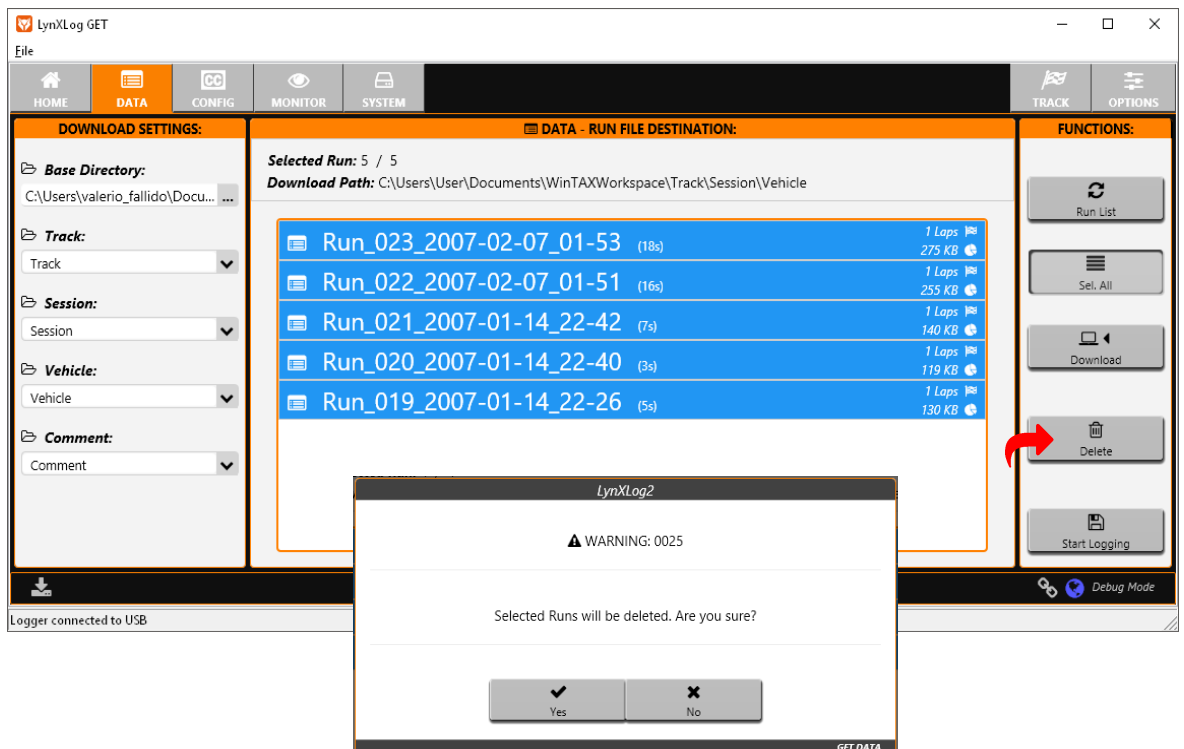 LynXLog GET
File
HOME
DATA
CC
CONFIG
MONITOR
SYSTEM
TRACK
OPTIONS
DOWNLOAD SETTINGS:
Base Directory:
C:\Users\valerio_fallido\Docu... ...
Track:
Track
Session:
Session
Vehicle:
Vehicle
Comment:
Comment
DATA - RUN FILE DESTINATION:
Selected Run: 5 / 5
Download Path: C:\Users\User\Documents\WinTAXWorkspace\Track\Session\Vehicle
Run_023_2007-02-07_01-53 (18s)
1 Laps
275 KB
Run_022_2007-02-07_01-51 (16s)
1 Laps
255 KB
Run_021_2007-01-14_22-42 (7s)
1 Laps
140 KB
Run_020_2007-01-14_22-40 (3s)
1 Laps
119 KB
Run_019_2007-01-14_22-26 (5s)
1 Laps
130 KB
FUNCTIONS:
Run List
Sel. All
Download
Delete
Start Logging
LynXLog2
WARNING: 0025
Selected Runs will be deleted. Are you sure?
Yes
No
GET DATA
Debug Mode
Logger connected to USB